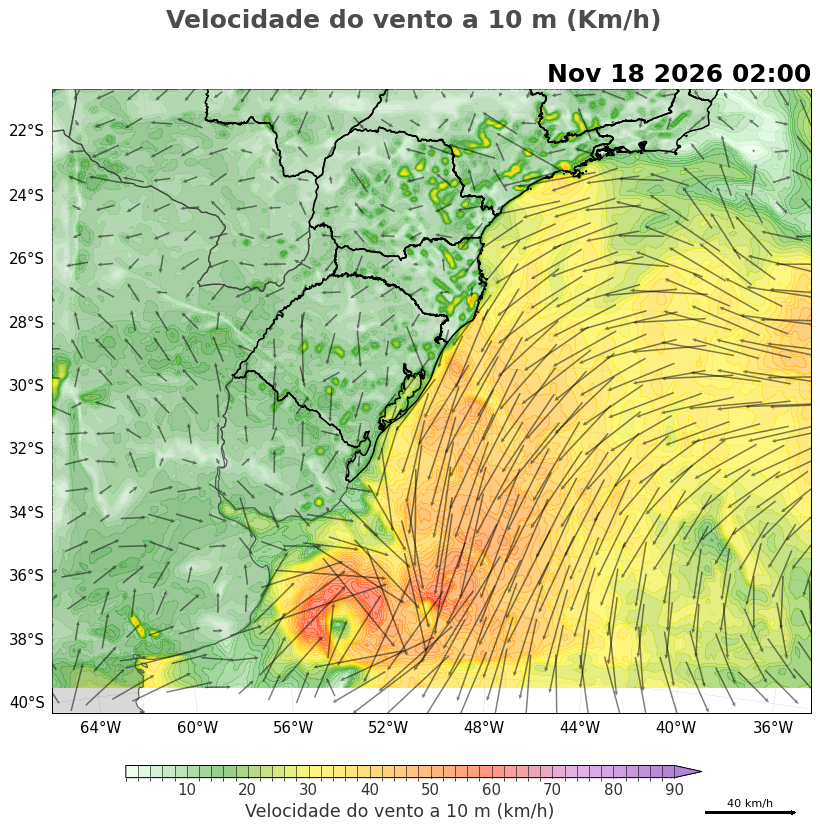 Velocidade do vento a 10 m (Km/h)
Nov 18 2026 02:00
22°S
24°S
26°S
28°S
30°S
32°S
34°S
36°S
38°S
40°S
64°W 60°W 56°W 52°W 48°W 44°W 40°W 36°W
10 20 30 40 50 60 70 80 90
Velocidade do vento a 10 m (km/h)
40 km/h